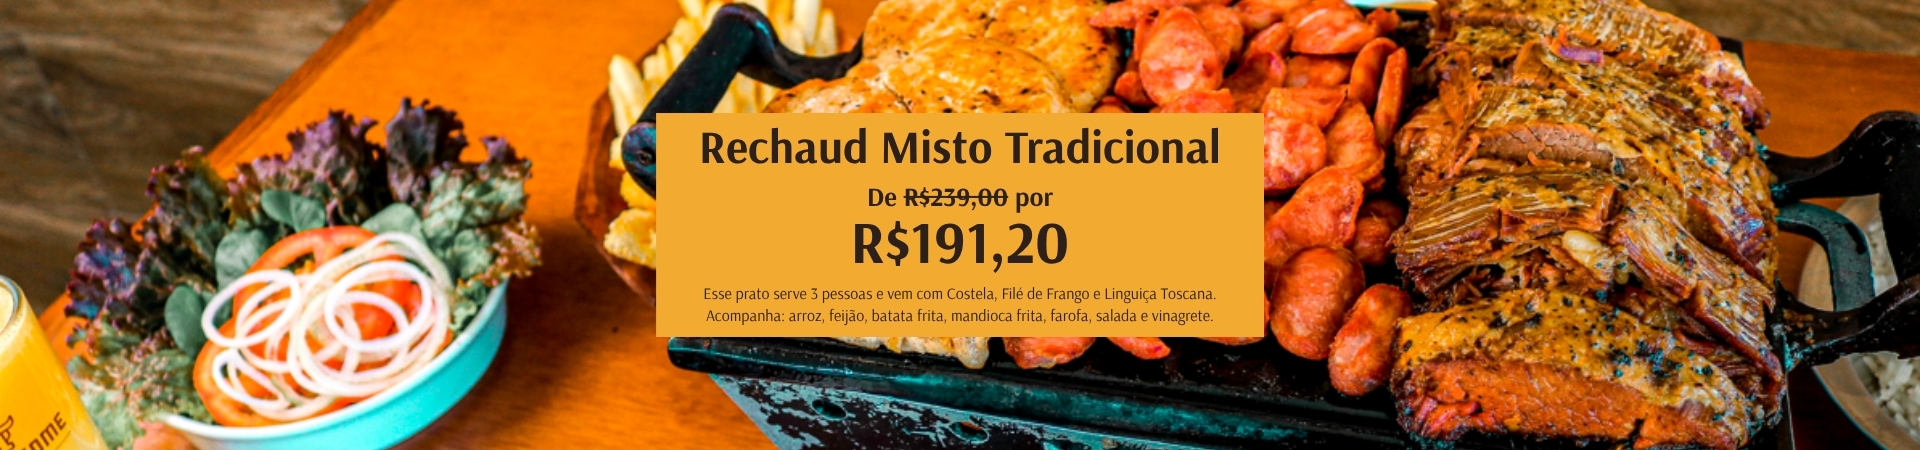 Rechaud Misto Tradicional
De R$239,00 por
R$191,20
Esse prato serve 3 pessoas e vem com Costela, Filé de Frango e Linguiça Toscana.
Acompanha: arroz, feijão, batata frita, mandioca frita, farofa, salada e vinagrete.